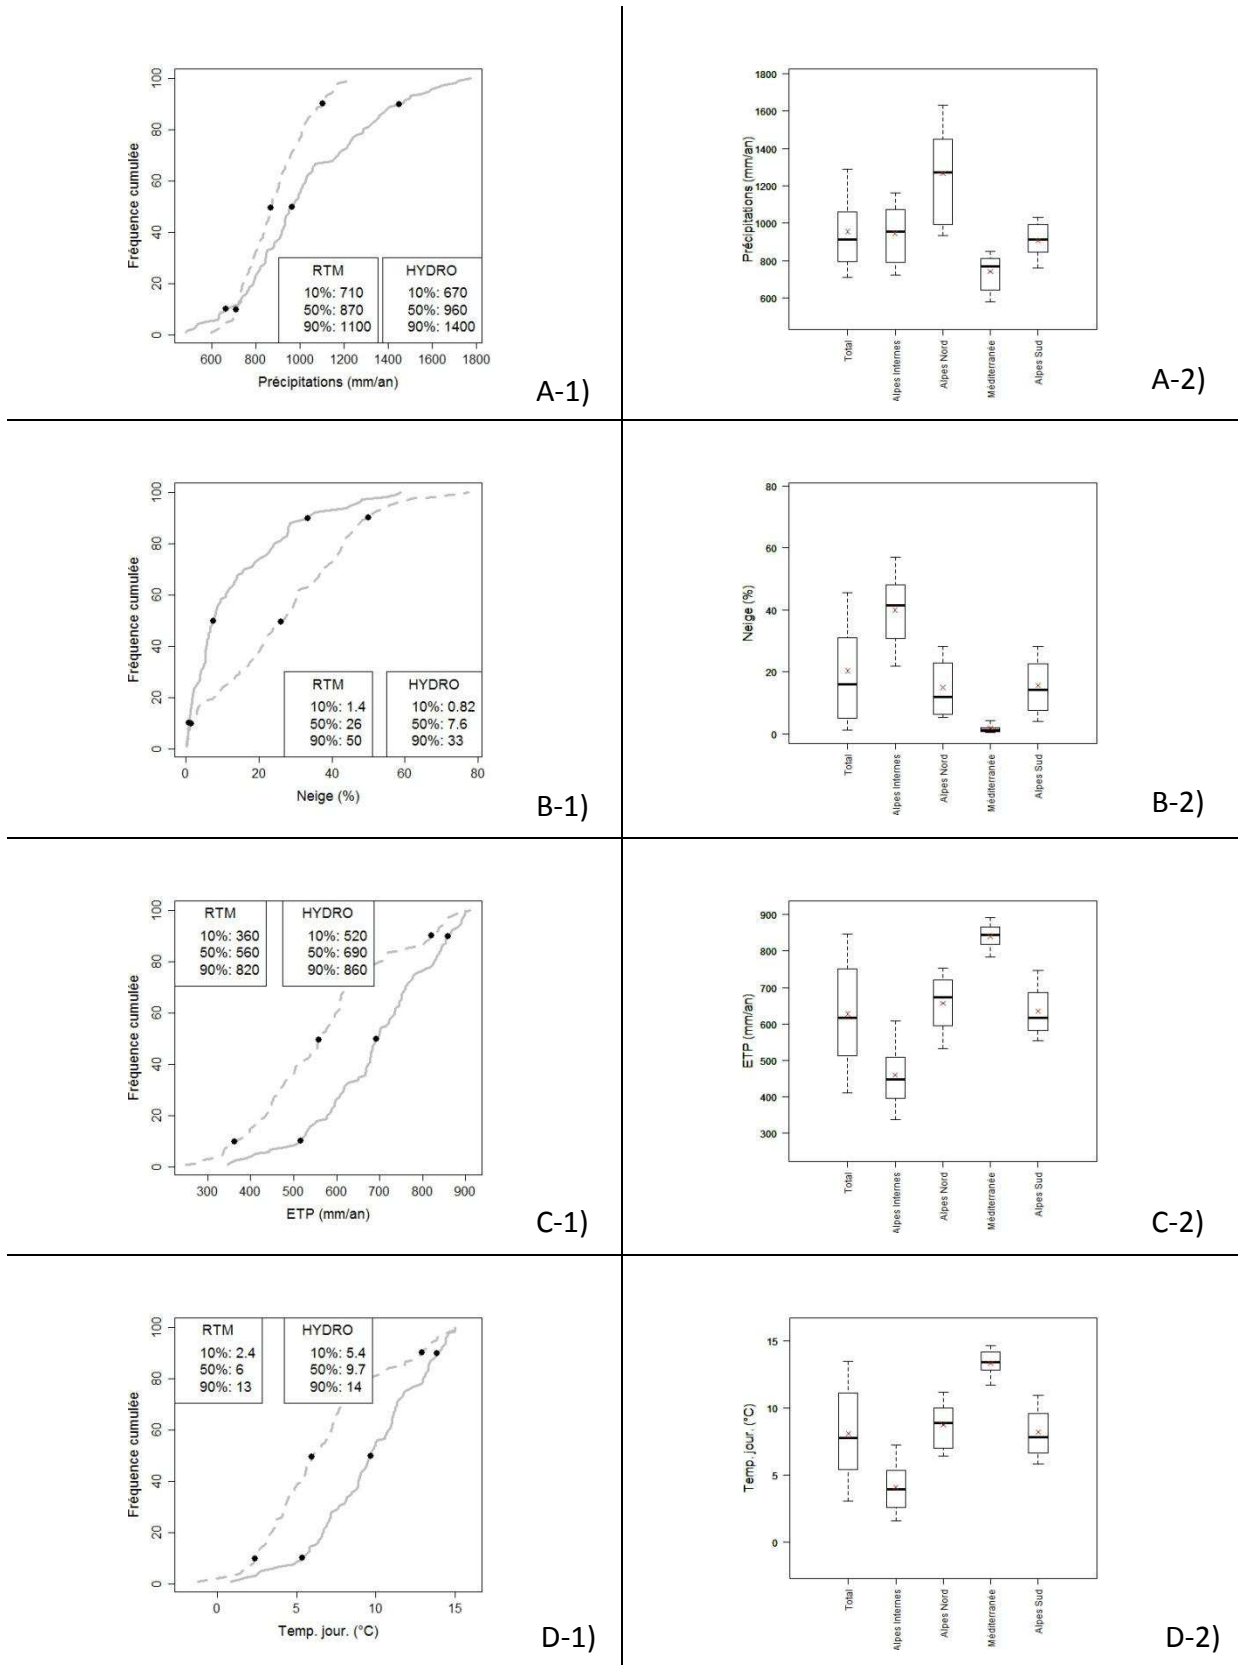 Fréquence cumulée
100
80
60
40
20
0
RTM
10%: 710
50%: 870
90%: 1100
HYDRO
10%: 670
50%: 960
90%: 1400
600 800 1000 1200 1400 1600 1800
Précipitations (mm/an)
A-1)
Précipitations (mm/an)
1800
1600
1400
1200
1000
800
600
Total
Alpes Internes
Alpes Nord
Méditerranée
Alpes Sud
A-2)
Fréquence cumulée
100
80
60
40
20
0
RTM
10%: 1.4
50%: 26
90%: 50
HYDRO
10%: 0.82
50%: 7.6
90%: 33
0 20 40 60 80
Neige (%)
B-1)
Neige (%)
80
60
40
20
0
Total
Alpes Internes
Alpes Nord
Méditerranée
Alpes Sud
B-2)
Fréquence cumulée
100
80
60
40
20
0
RTM
10%: 360
50%: 560
90%: 820
HYDRO
10%: 520
50%: 690
90%: 860
300 400 500 600 700 800 900
ETP (mm/an)
C-1)
ETP (mm/an)
900
800
700
600
500
400
300
Total
Alpes Internes
Alpes Nord
Méditerranée
Alpes Sud
C-2)
Fréquence cumulée
100
80
60
40
20
0
RTM
10%: 2.4
50%: 6
90%: 13
HYDRO
10%: 5.4
50%: 9.7
90%: 14
0 5 10 15
Temp. jour. (°C)
D-1)
Temp. jour. (°C)
15
10
5
0
Total
Alpes Internes
Alpes Nord
Méditerranée
Alpes Sud
D-2)